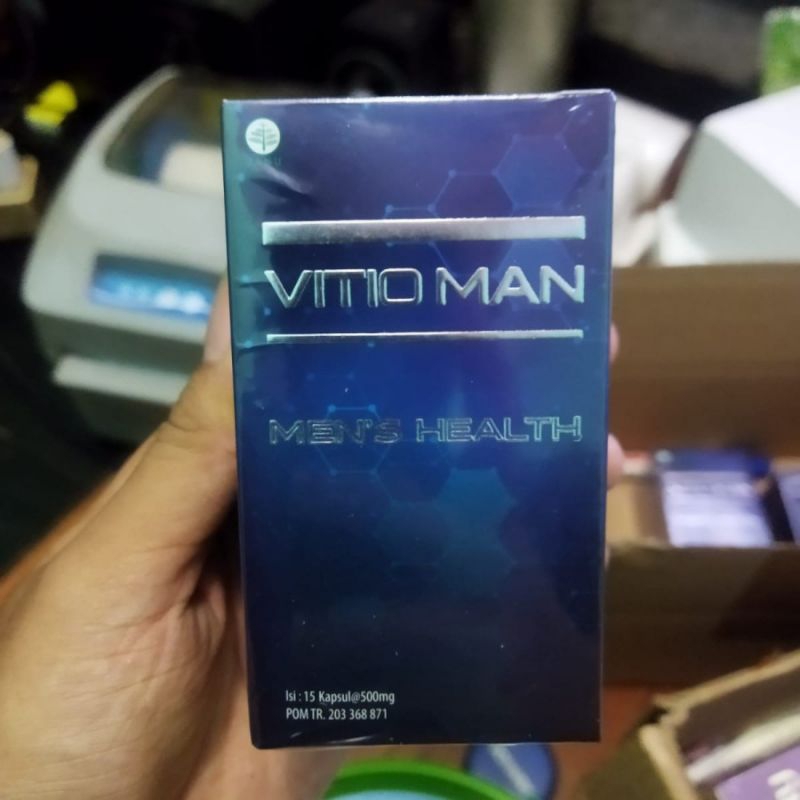 VITIO MAN
MEN'S HEALTH
Isi : 15 Kapsul@500mg
POM TR. 203 368 871